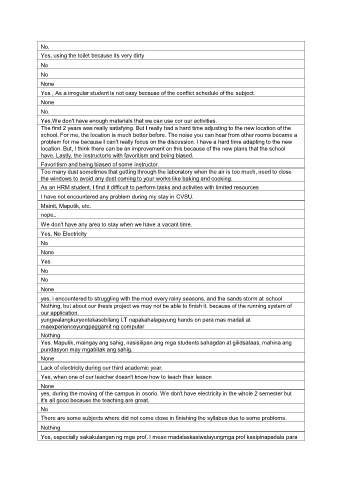 No.
Yes, using the toilet because its very dirty
No
No
None
Yes , As a irregular student is not easy because of the conflict schedule of the subject.
None
No.
Yes,We don't have enough materials that we can use cor our activities.
The first 2 years was really satisfying. But I really had a hard time adjusting to the new location of the
school. For me, the location is much better before. The noise you can hear from other rooms became a
problem for me because I can't really focus on the discussion. I have a hard time adapting to the new
location. But, I think there can be an improvement on this because of the new plans that the school
have. Lastly, the instructors with favoritism and being biased.
Favoritism and being biased of some instructor.
Too many dust sometimes that getting through the laboratory when the air is too much, need to close
the windows to avoid any dust coming to your works like baking and cooking.
As an HRM student, I find it difficult to perform tasks and activites with limited resources
I have not encountered any problem during my stay in CVSU.
Mainit, Maputik, etc.
nope..
We don't have any area to stay when we have a vacant time.
Yes, No Electricity
No
None
Yes
No
No
None
yes, i encountered to struggling with the mud every rainy seasons, and the sands storm at school
Nothing, but about our thesis project we may not be able to finish it. because of the running system of
our application.
yungwalangkuryentekasebilang I.T napakahalagayung hands on para mas madali at
maexperienceyungpaggamit ng computer
Nothing
Yes. Maputik, maingay ang sahig, nasisilipan ang mga students sahagdan at gilidsataas, mahina ang
pundasyon may mgabitak ang sahig.
None
Lack of electricity during our third academic year.
Yes, when one of our teacher doesn't know how to teach their lesson
None
yes, during the moving of the campus in osorio. We don't have electricity in the whole 2 semester but
it's all good because the teaching are great.
No
There are some subjects where did not come close in finishing the syllabus due to some problems.
Nothing
Yes, especially sakakulangan ng mga prof. I mean madalaskasiwalayungmga prof kasipinapadala para